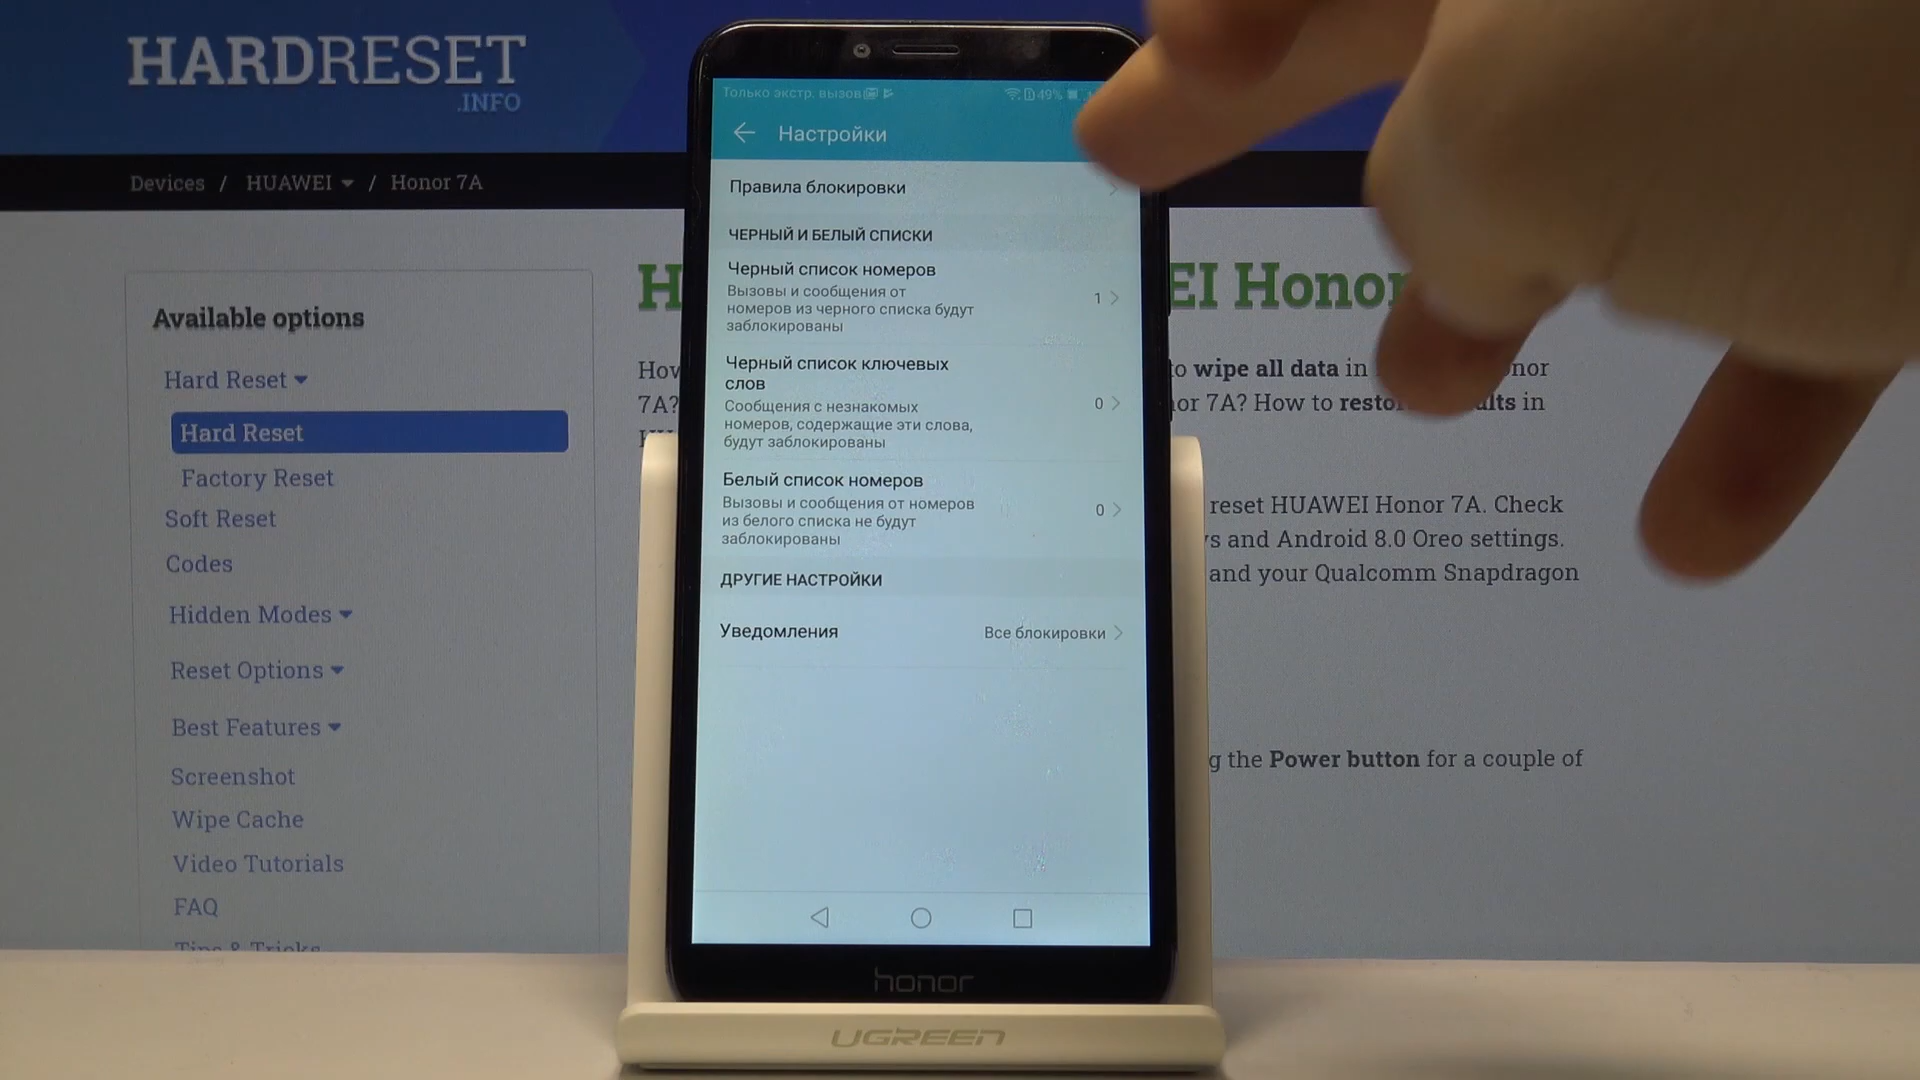 HARDRESET
.INFO
Devices / HUAWEI / Honor 7A
Available options
Hard Reset
Hard Reset
Factory Reset
Soft Reset
Codes
Hidden Modes
Reset Options
Best Features
Screenshot
Wipe Cache
Video Tutorials
FAQ
Tips & Tricks
Только экстр. вызов
49%
Настройки
Правила блокировки
ЧЕРНЫЙ И БЕЛЫЙ СПИСКИ
Черный список номеров
Вызовы и сообщения от
номеров из черного списка будут
заблокированы
1
Черный список ключевых
слов
Сообщения с незнакомых
номеров, содержащие эти слова,
будут заблокированы
0
Белый список номеров
Вызовы и сообщения от номеров
из белого списка не будут
заблокированы
0
ДРУГИЕ НАСТРОЙКИ
Уведомления
Все блокировки
honor
UGREEN
Honor
to wipe all data in
7A? How to
in
reset HUAWEI Honor 7A. Check
and Android 8.0 Oreo settings.
and your Qualcomm Snapdragon
the Power button for a couple of